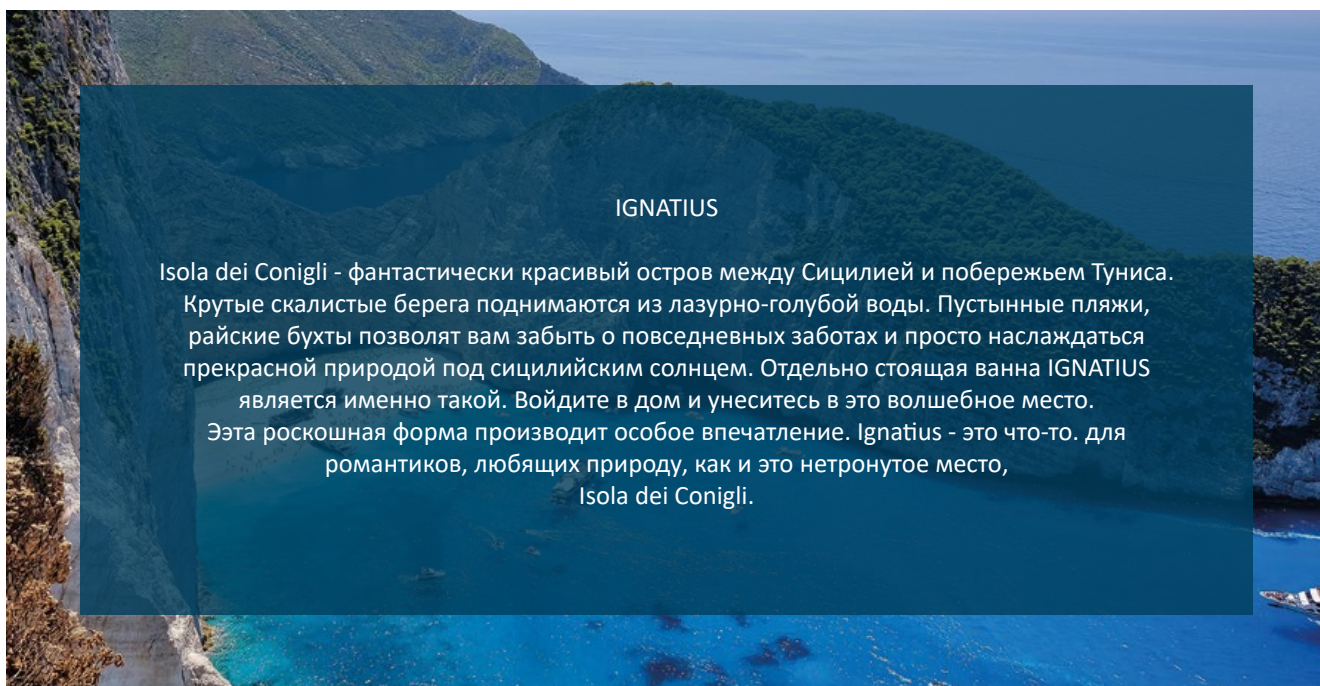 IGNATIUS
Isola dei Conigli - фантастически красивый остров между Сицилией и побережьем Туниса.
Крутые скалистые берега поднимаются из лазурно-голубой воды. Пустынные пляжи,
райские бухты позволят вам забыть о повседневных заботах и просто наслаждаться
прекрасной природой под сицилийским солнцем. Отдельно стоящая ванна IGNATIUS
является именно такой. Войдите в дом и унеситесь в это волшебное место.
Ээта роскошная форма производит особое впечатление. Ignatius - это что-то. для
романтиков, любящих природу, как и это нетронутое место,
Isola dei Conigli.